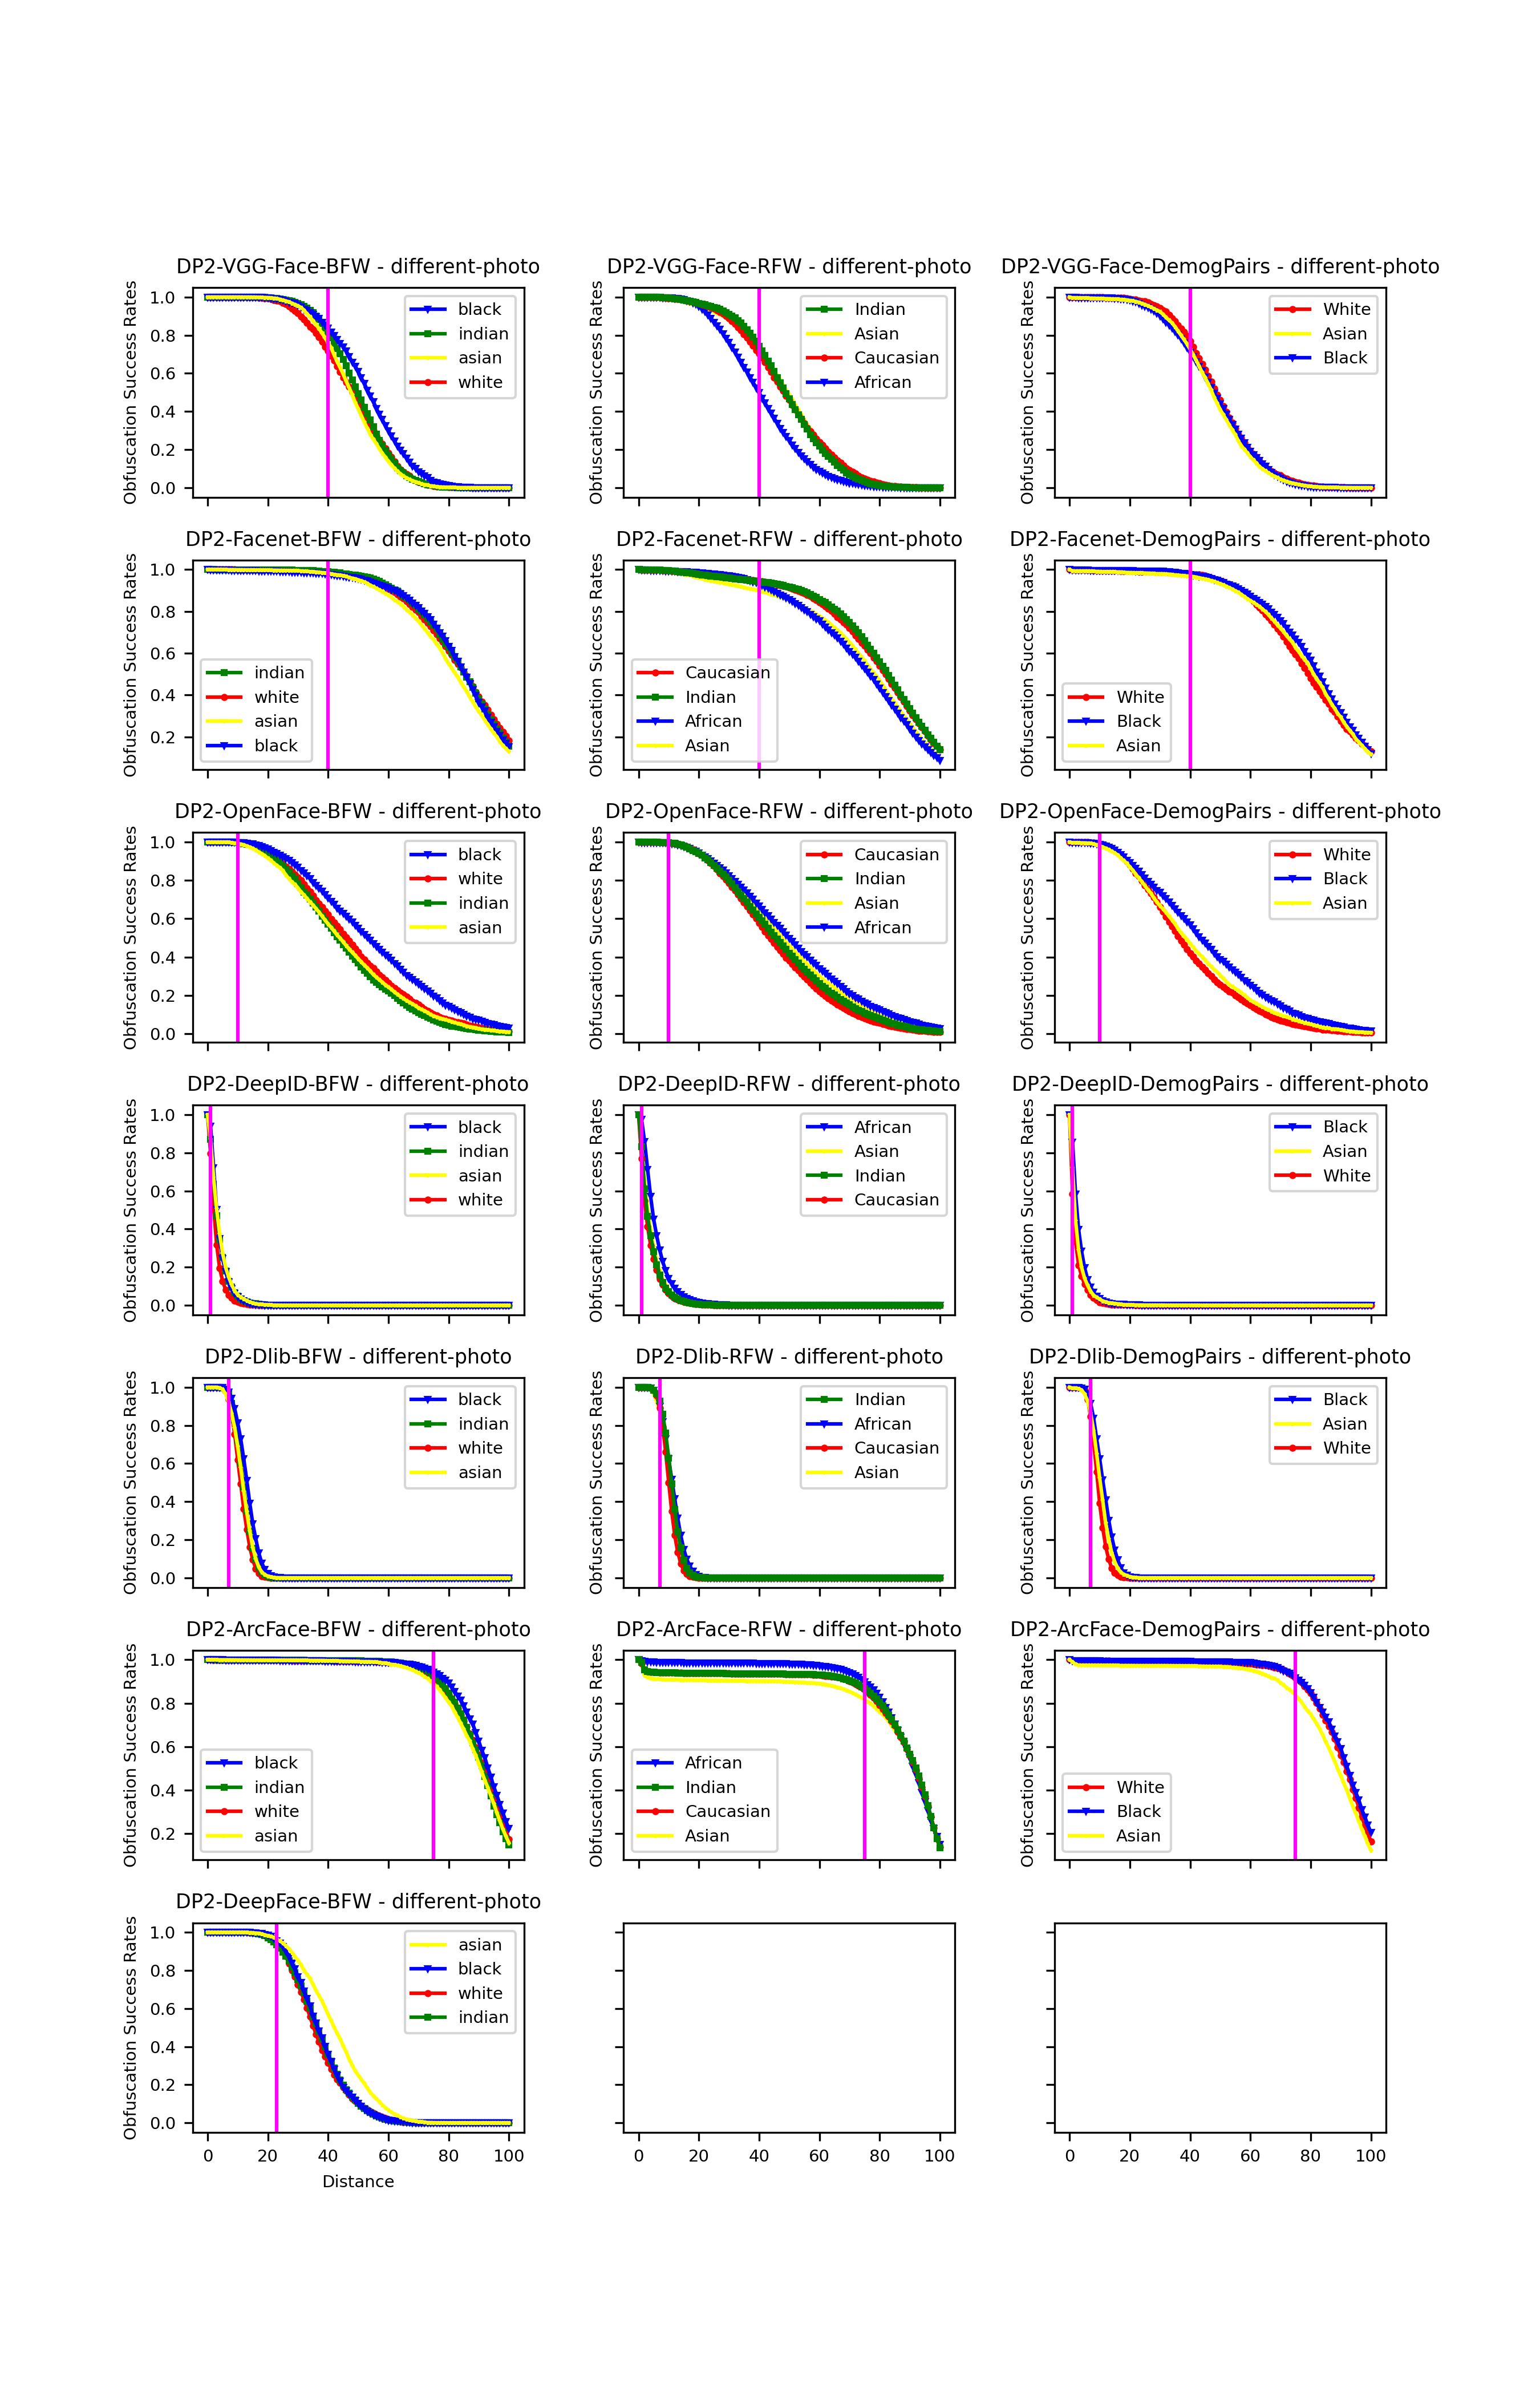 DP2-VGG-Face-BFW - different-photo
Obfuscation Success Rates
1.0
0.8
0.6
0.4
0.2
0.0
black
indian
asian
white
DP2-VGG-Face-RFW - different-photo
Obfuscation Success Rates
Indian
Asian
Caucasian
African
DP2-VGG-Face-DemogPairs - different-photo
Obfuscation Success Rates
White
Asian
Black
DP2-Facenet-BFW - different-photo
Obfuscation Success Rates
1.0
0.8
0.6
0.4
0.2
indian
white
asian
black
DP2-Facenet-RFW - different-photo
Obfuscation Success Rates
Caucasian
Indian
African
Asian
DP2-Facenet-DemogPairs - different-photo
Obfuscation Success Rates
White
Black
Asian
DP2-OpenFace-BFW - different-photo
Obfuscation Success Rates
1.0
0.8
0.6
0.4
0.2
0.0
black
white
indian
asian
DP2-OpenFace-RFW - different-photo
Obfuscation Success Rates
Caucasian
Indian
Asian
African
DP2-OpenFace-DemogPairs - different-photo
Obfuscation Success Rates
White
Black
Asian
DP2-DeepID-BFW - different-photo
Obfuscation Success Rates
1.0
0.8
0.6
0.4
0.2
0.0
black
indian
asian
white
DP2-DeepID-RFW - different-photo
Obfuscation Success Rates
African
Asian
Indian
Caucasian
DP2-DeepID-DemogPairs - different-photo
Obfuscation Success Rates
Black
Asian
White
DP2-Dlib-BFW - different-photo
Obfuscation Success Rates
1.0
0.8
0.6
0.4
0.2
0.0
black
indian
white
asian
DP2-Dlib-RFW - different-photo
Obfuscation Success Rates
Indian
African
Caucasian
Asian
DP2-Dlib-DemogPairs - different-photo
Obfuscation Success Rates
Black
Asian
White
DP2-ArcFace-BFW - different-photo
Obfuscation Success Rates
1.0
0.8
0.6
0.4
0.2
black
indian
white
asian
DP2-ArcFace-RFW - different-photo
Obfuscation Success Rates
African
Indian
Caucasian
Asian
DP2-ArcFace-DemogPairs - different-photo
Obfuscation Success Rates
White
Black
Asian
DP2-DeepFace-BFW - different-photo
Obfuscation Success Rates
1.0
0.8
0.6
0.4
0.2
0.0
asian
black
white
indian
0 20 40 60 80 100
Distance
0 20 40 60 80 100
0 20 40 60 80 100